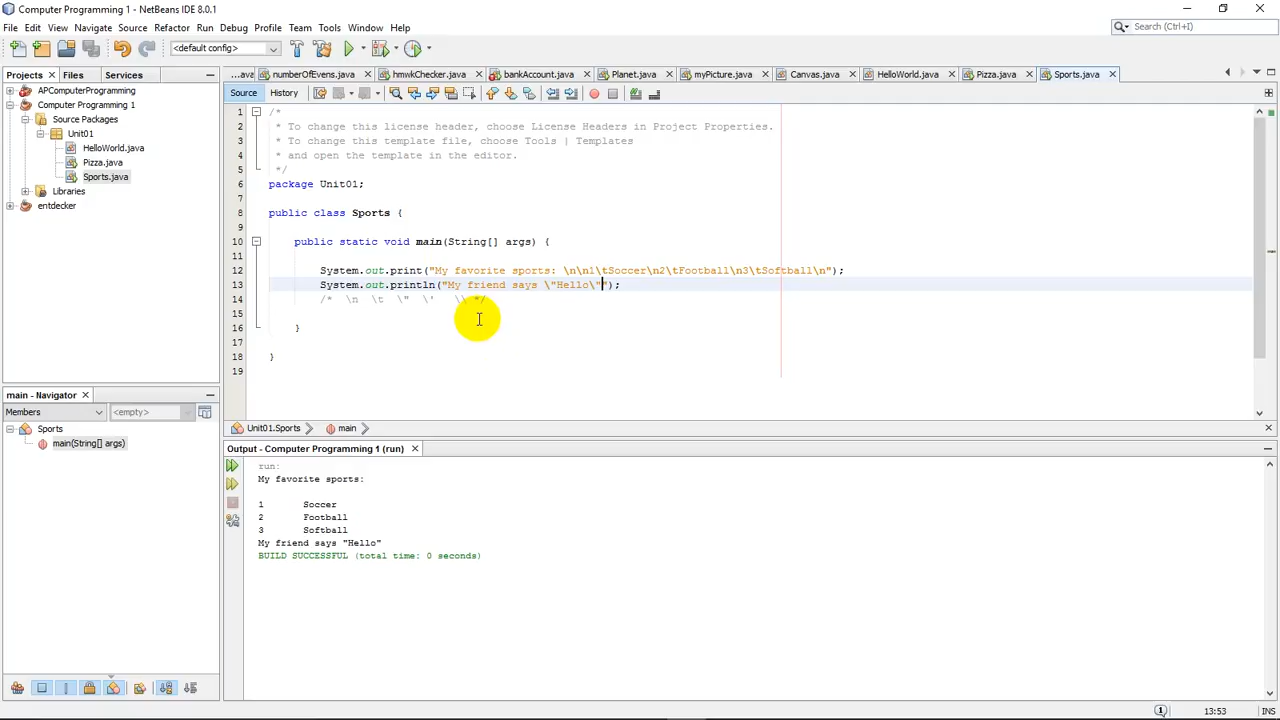 Computer Programming 1 - NetBeans IDE 8.0.1
File Edit View Navigate Source Refactor Run Debug Profile Team Tools Window Help
Search (Ctrl+I)
<default config>
Projects Files Services
...ava numberOfEvens.java hmwkChecker.java bankAccount.java Planet.java myPicture.java Canvas.java HelloWorld.java Pizza.java Sports.java
APComputerProgramming
Computer Programming 1
Source Packages
Unit01
HelloWorld.java
Pizza.java
Sports.java
Libraries
entdecker
Source History
1 /*
2 * To change this license header, choose License Headers in Project Properties.
3 * To change this template file, choose Tools | Templates
4 * and open the template in the editor.
5 */
6 package Unit01;
7
8 public class Sports {
9
10 public static void main(String[] args) {
11
12 System.out.print("My favorite sports: \n\n1\tSoccer\n2\tFootball\n3\tSoftball\n");
13 System.out.println("My friend says \"Hello\"");
14 /* \n \t \" \' \\ */
15
16 }
17
18 }
19
main - Navigator
Members <empty>
Sports
main(String[] args)
Unit01.Sports main
Output - Computer Programming 1 (run)
run:
My favorite sports:
1 Soccer
2 Football
3 Softball
My friend says "Hello"
BUILD SUCCESSFUL (total time: 0 seconds)
1 13:53 INS